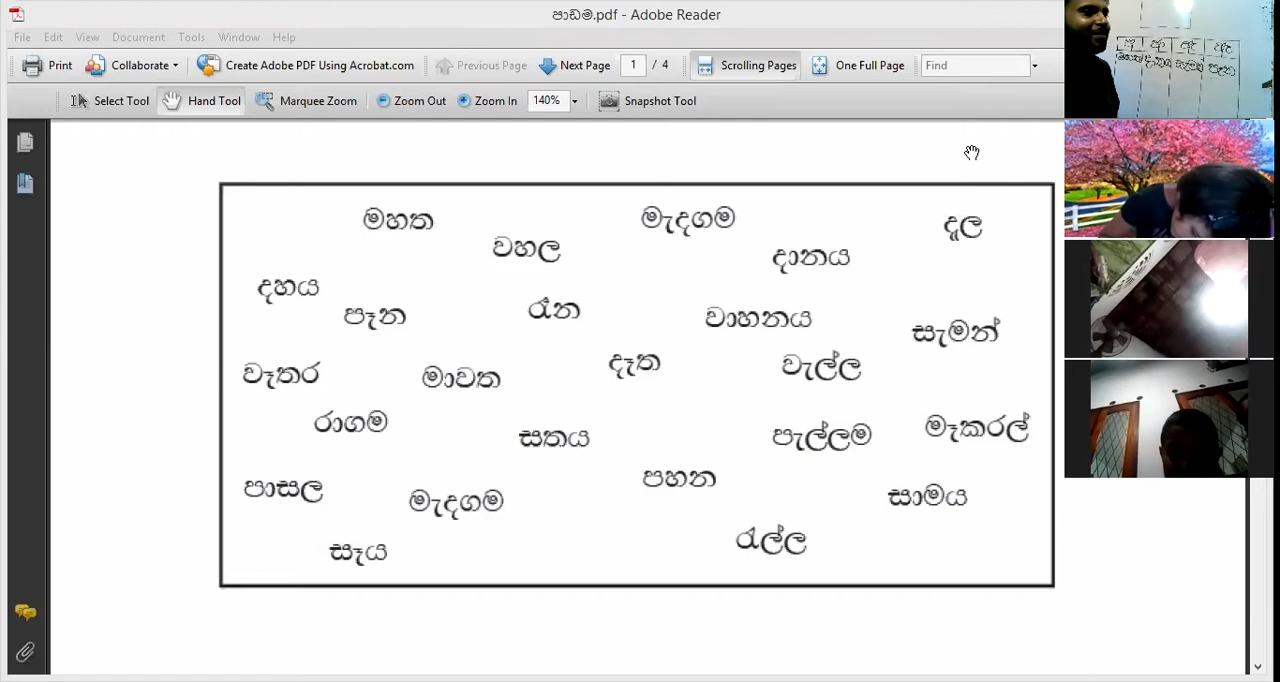 පාඩම.pdf - Adobe Reader
File Edit View Document Tools Window Help
Print Collaborate Create Adobe PDF Using Acrobat.com Previous Page Next Page 1 / 4 Scrolling Pages One Full Page Find
Select Tool Hand Tool Marquee Zoom Zoom Out Zoom In 140% Snapshot Tool
මහත මැදගම දූල
වහල දානය
දහය
පෑන රෑන වාහනය සැමන්
වෑතර මාවත දෑත වැල්ල
රාගම සතය පැල්ලම මෑකරල්
පහන
පාසල මැදගම සාමය
සෑය රැල්ල